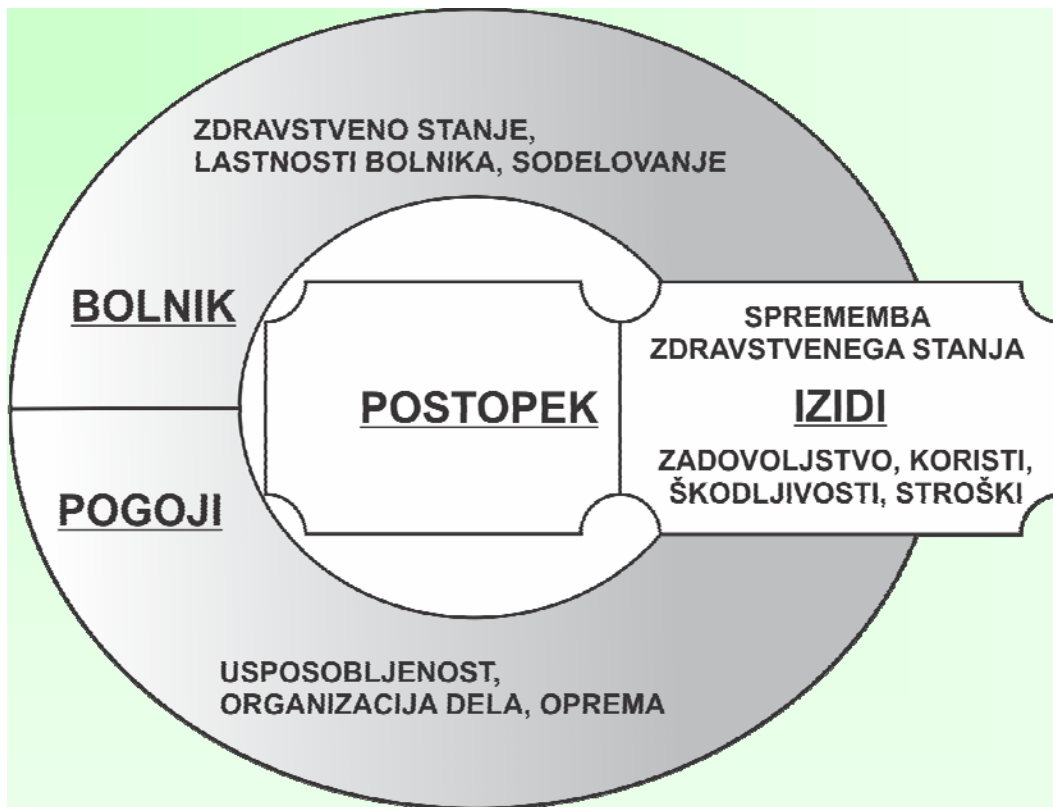 ZDRAVSTVENO STANJE,
LASTNOSTI BOLNIKA, SODELOVANJE
BOLNIK
POSTOPEK
SPREMEMBA
ZDRAVSTVENEGA STANJA
IZIDI
ZADOVOLJSTVO, KORISTI,
ŠKODLJIVOSTI, STROŠKI
POGOJI
USPOSOBLJENOST,
ORGANIZACIJA DELA, OPREMA